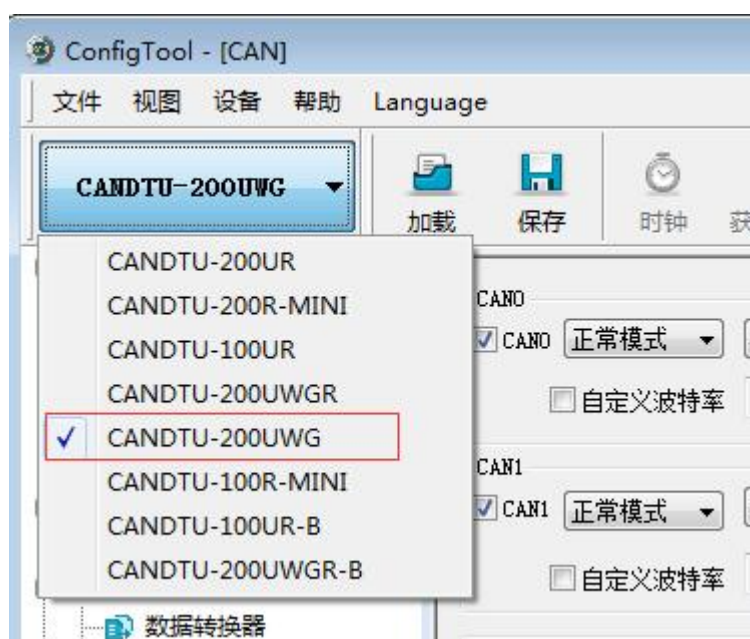 ConfigTool - [CAN]
文件 视图 设备 帮助 Language
CANDTU-200UWG
加载 保存 时钟 获
CANDTU-200UR
CANDTU-200R-MINI
CANDTU-100UR
CANDTU-200UWGR
CANDTU-200UWG
CANDTU-100R-MINI
CANDTU-100UR-B
CANDTU-200UWGR-B
数据转换器
CAN0
CAN0 正常模式
自定义波特率
CAN1
CAN1 正常模式
自定义波特率